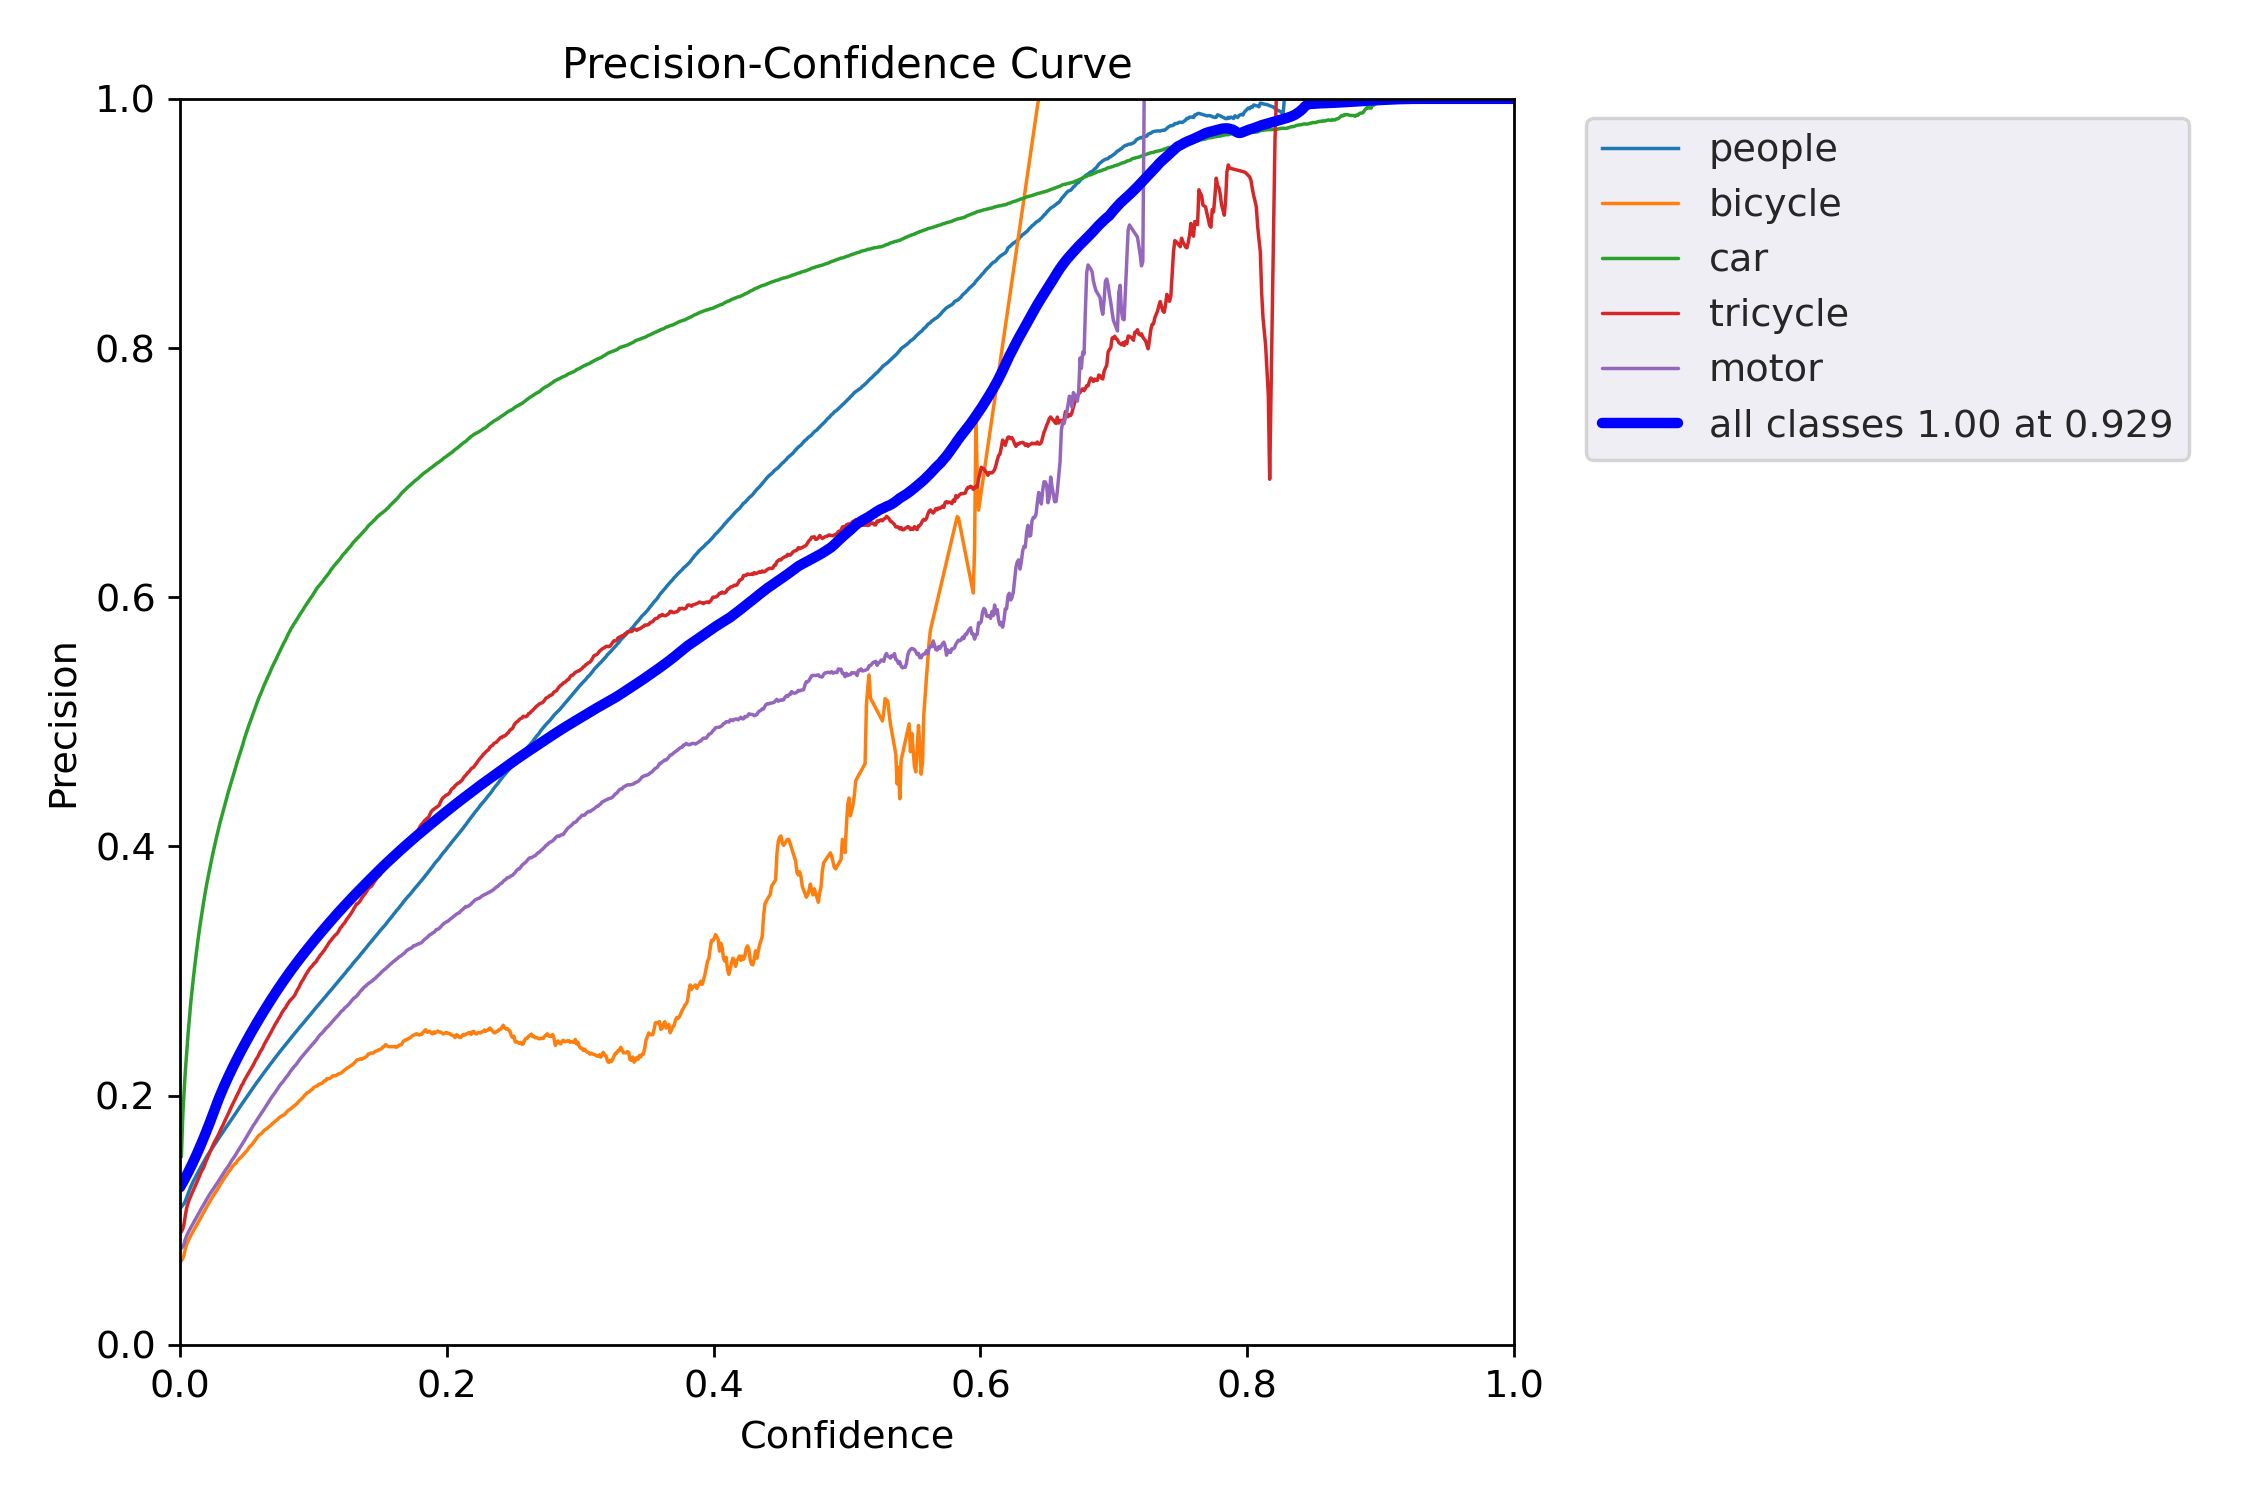 Precision-Confidence Curve
1.0
0.8
0.6
0.4
0.2
0.0
Precision
0.0 0.2 0.4 0.6 0.8 1.0
Confidence
people
bicycle
car
tricycle
motor
all classes 1.00 at 0.929